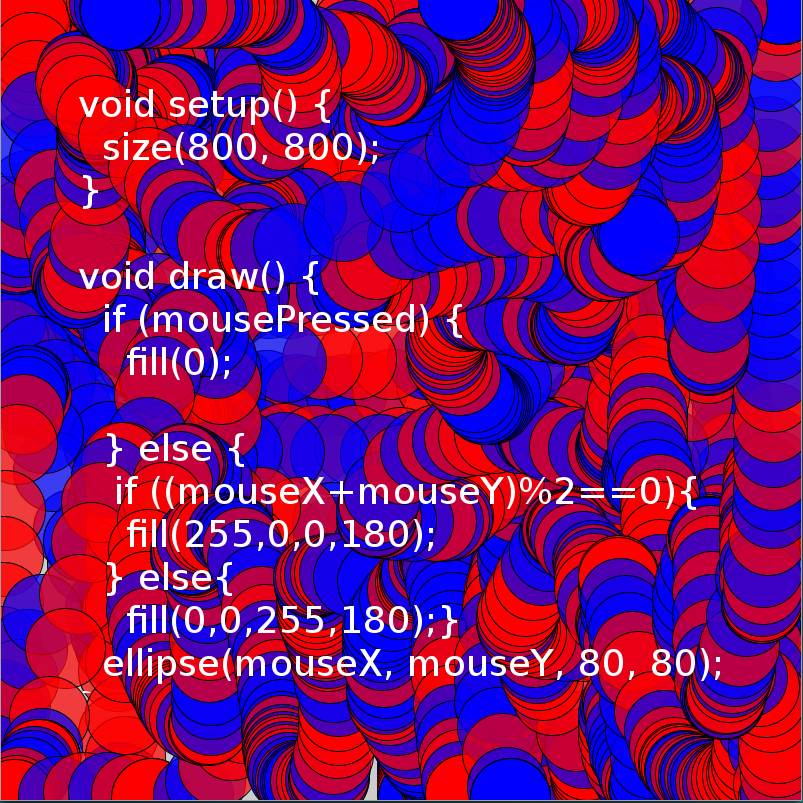 void setup() {
size(800, 800);
}
void draw() {
if (mousePressed) {
fill(0);
} else {
if ((mouseX+mouseY)%2==0){
fill(255,0,0,180);
} else{
fill(0,0,255,180);}
ellipse(mouseX, mouseY, 80, 80);